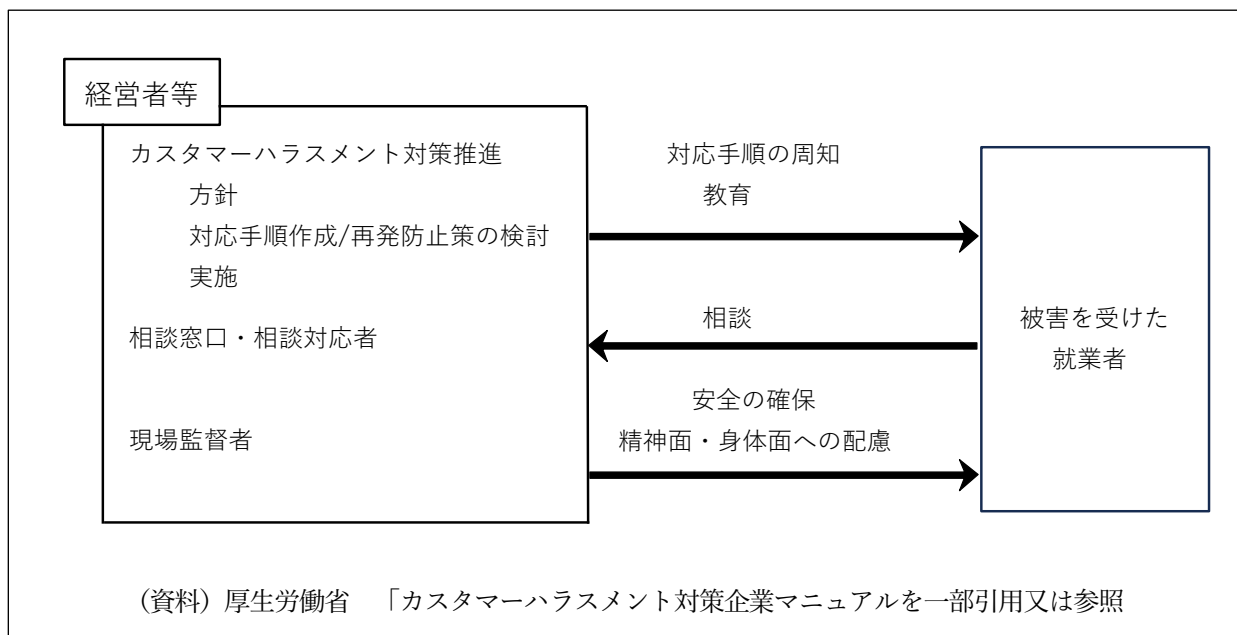 経営者等
カスタマーハラスメント対策推進
方針
対応手順作成/再発防止策の検討
実施
相談窓口・相談対応者
現場監督者
対応手順の周知
教育
相談
安全の確保
精神面・身体面への配慮
被害を受けた
就業者
（資料）厚生労働省　「カスタマーハラスメント対策企業マニュアルを一部引用又は参照